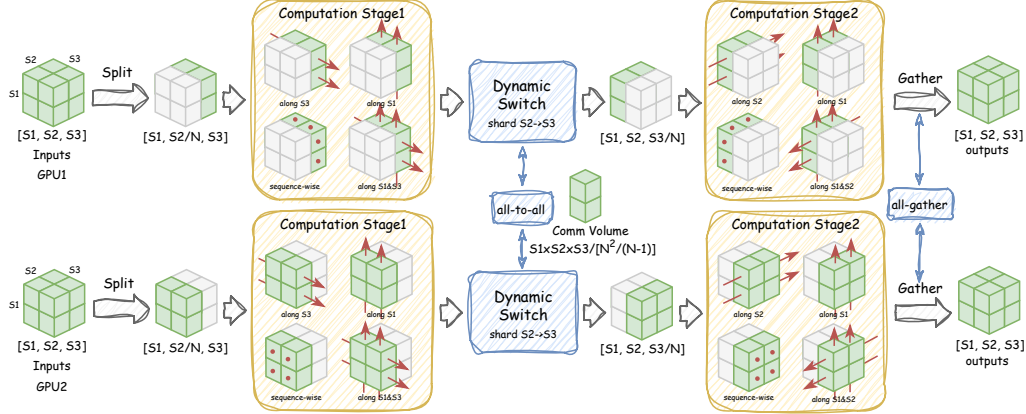 S2
S3
S1
[S1, S2, S3]
Inputs
GPU1
Split
[S1, S2/N, S3]
Computation Stage1
along S3
along S1
sequence-wise
along S1&S3
Dynamic
Switch
shard S2→S3
[S1, S2, S3/N]
Computation Stage2
along S2
along S1
sequence-wise
along S1&S2
Gather
[S1, S2, S3]
outputs
all-to-all
Comm Volume
S1xS2xS3/[N²/(N-1)]
all-gather
S2
S3
S1
[S1, S2, S3]
Inputs
GPU2
Split
[S1, S2/N, S3]
Computation Stage1
along S3
along S1
sequence-wise
along S1&S3
Dynamic
Switch
shard S2→S3
[S1, S2, S3/N]
Computation Stage2
along S2
along S1
sequence-wise
along S1&S2
Gather
[S1, S2, S3]
outputs